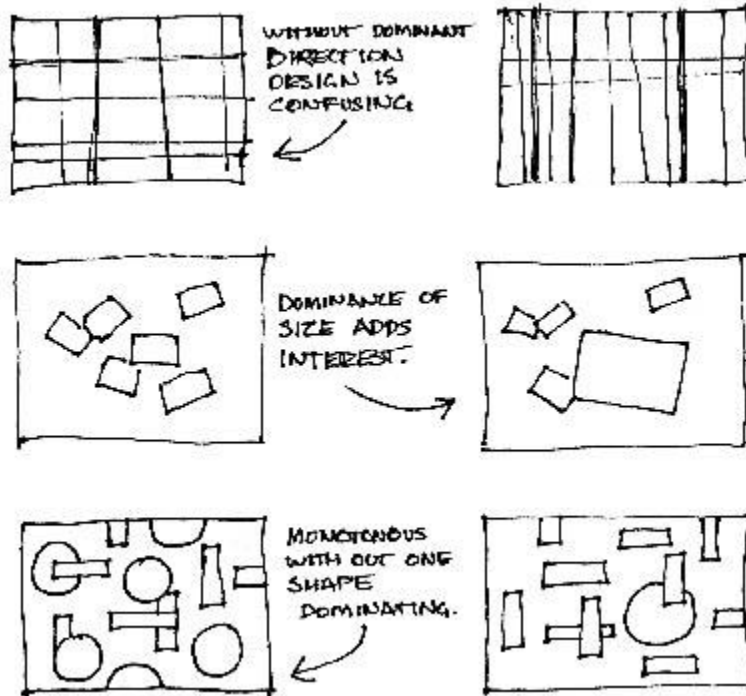 WITHOUT DOMINANT
DIRECTION
DESIGN IS
CONFUSING
DOMINANCE OF
SIZE ADDS
INTEREST.
MONOTONOUS
WITH OUT ONE
SHAPE
DOMINATING.